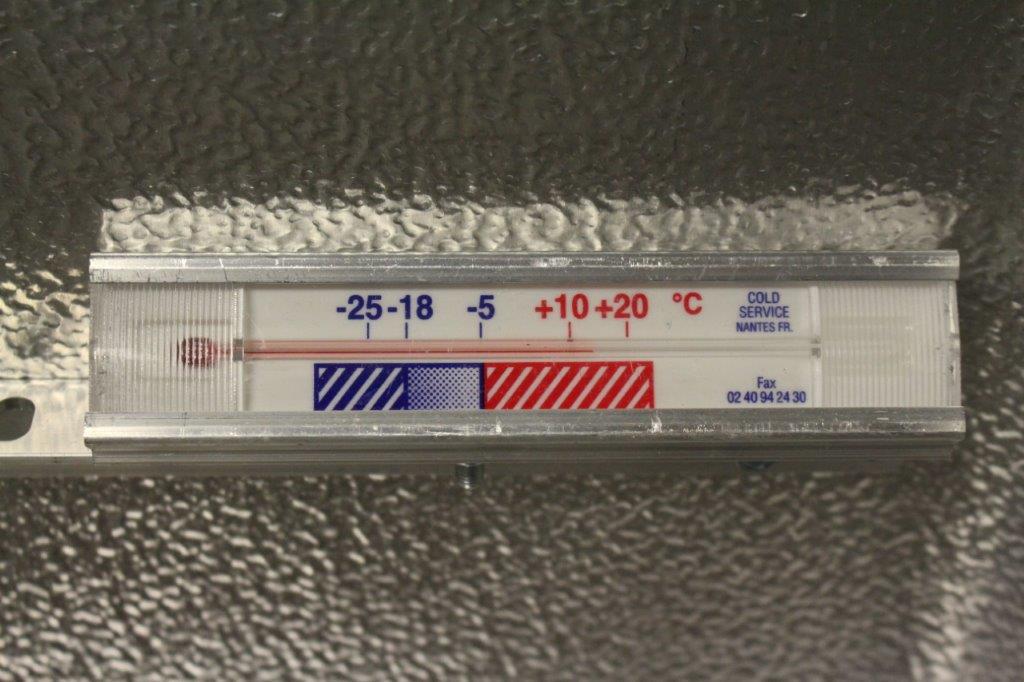 -25 -18 -5 +10 +20 °C
COLD
SERVICE
NANTES FR.
Fax
02 40 94 24 30